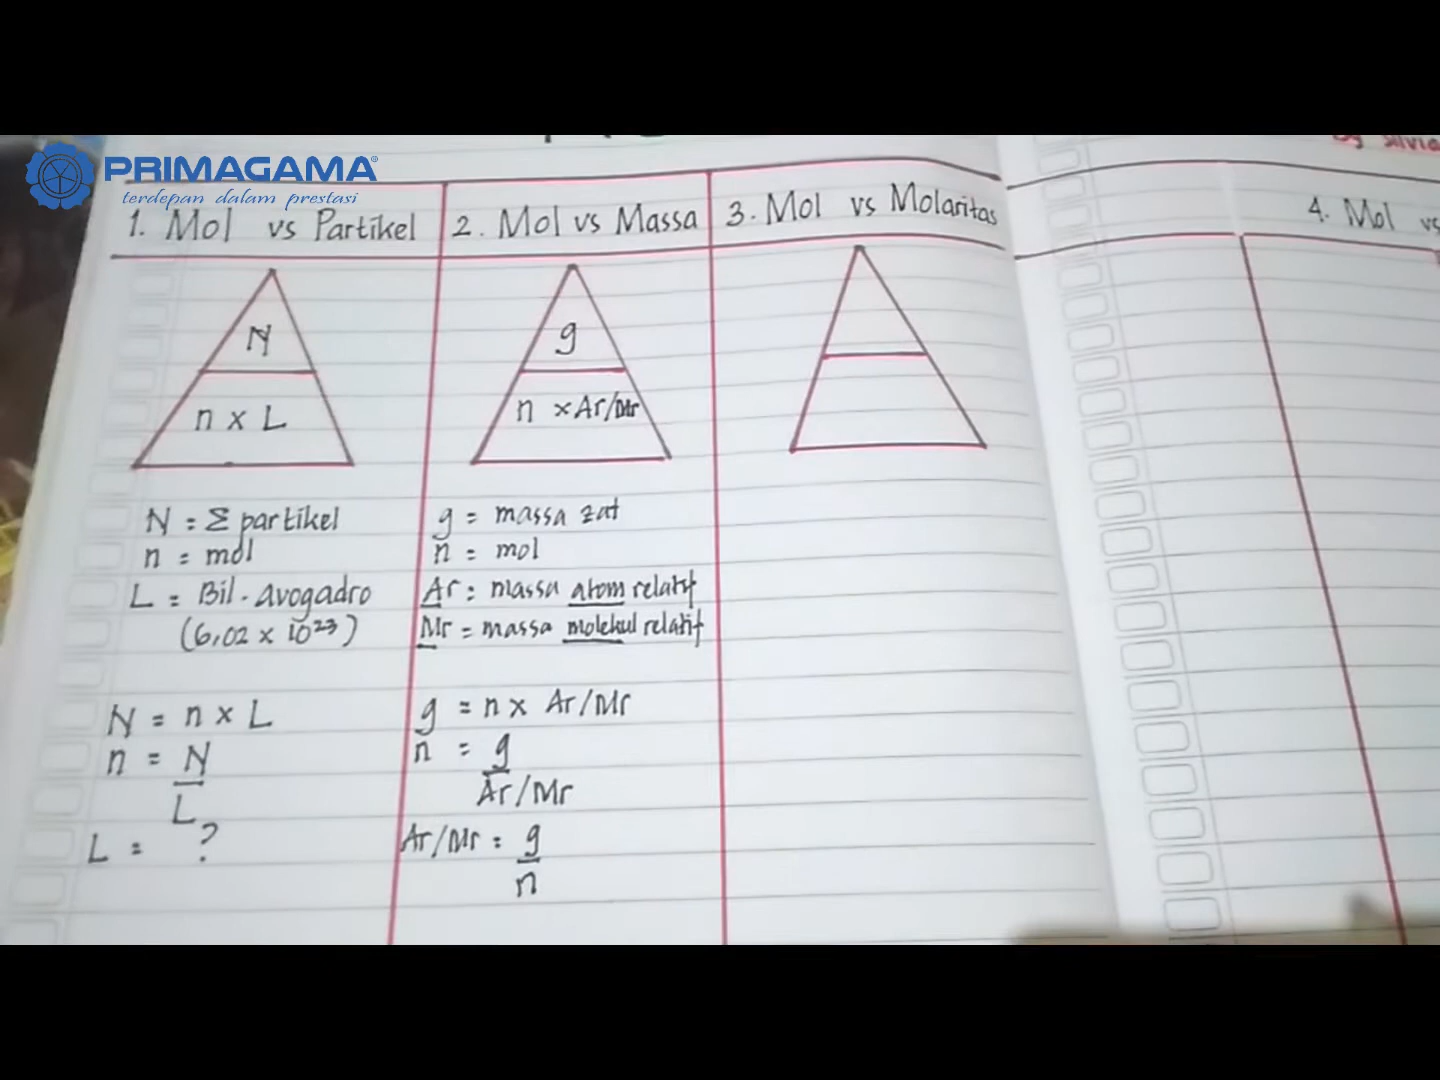 PRIMAGAMA®
terdepan dalam prestasi
1. Mol vs Partikel
N
n x L
N = Σ partikel
n = mol
L = Bil. Avogadro
(6,02 x 10²³)
N = n x L
n = N
L
L = ?
2. Mol vs Massa
g
n x Ar/Mr
g = massa zat
n = mol
Ar = massa atom relatif
Mr = massa molekul relatif
g = n x Ar/Mr
n = g
Ar/Mr
Ar/Mr = g
n
3. Mol vs Molaritas
4. Mol vs